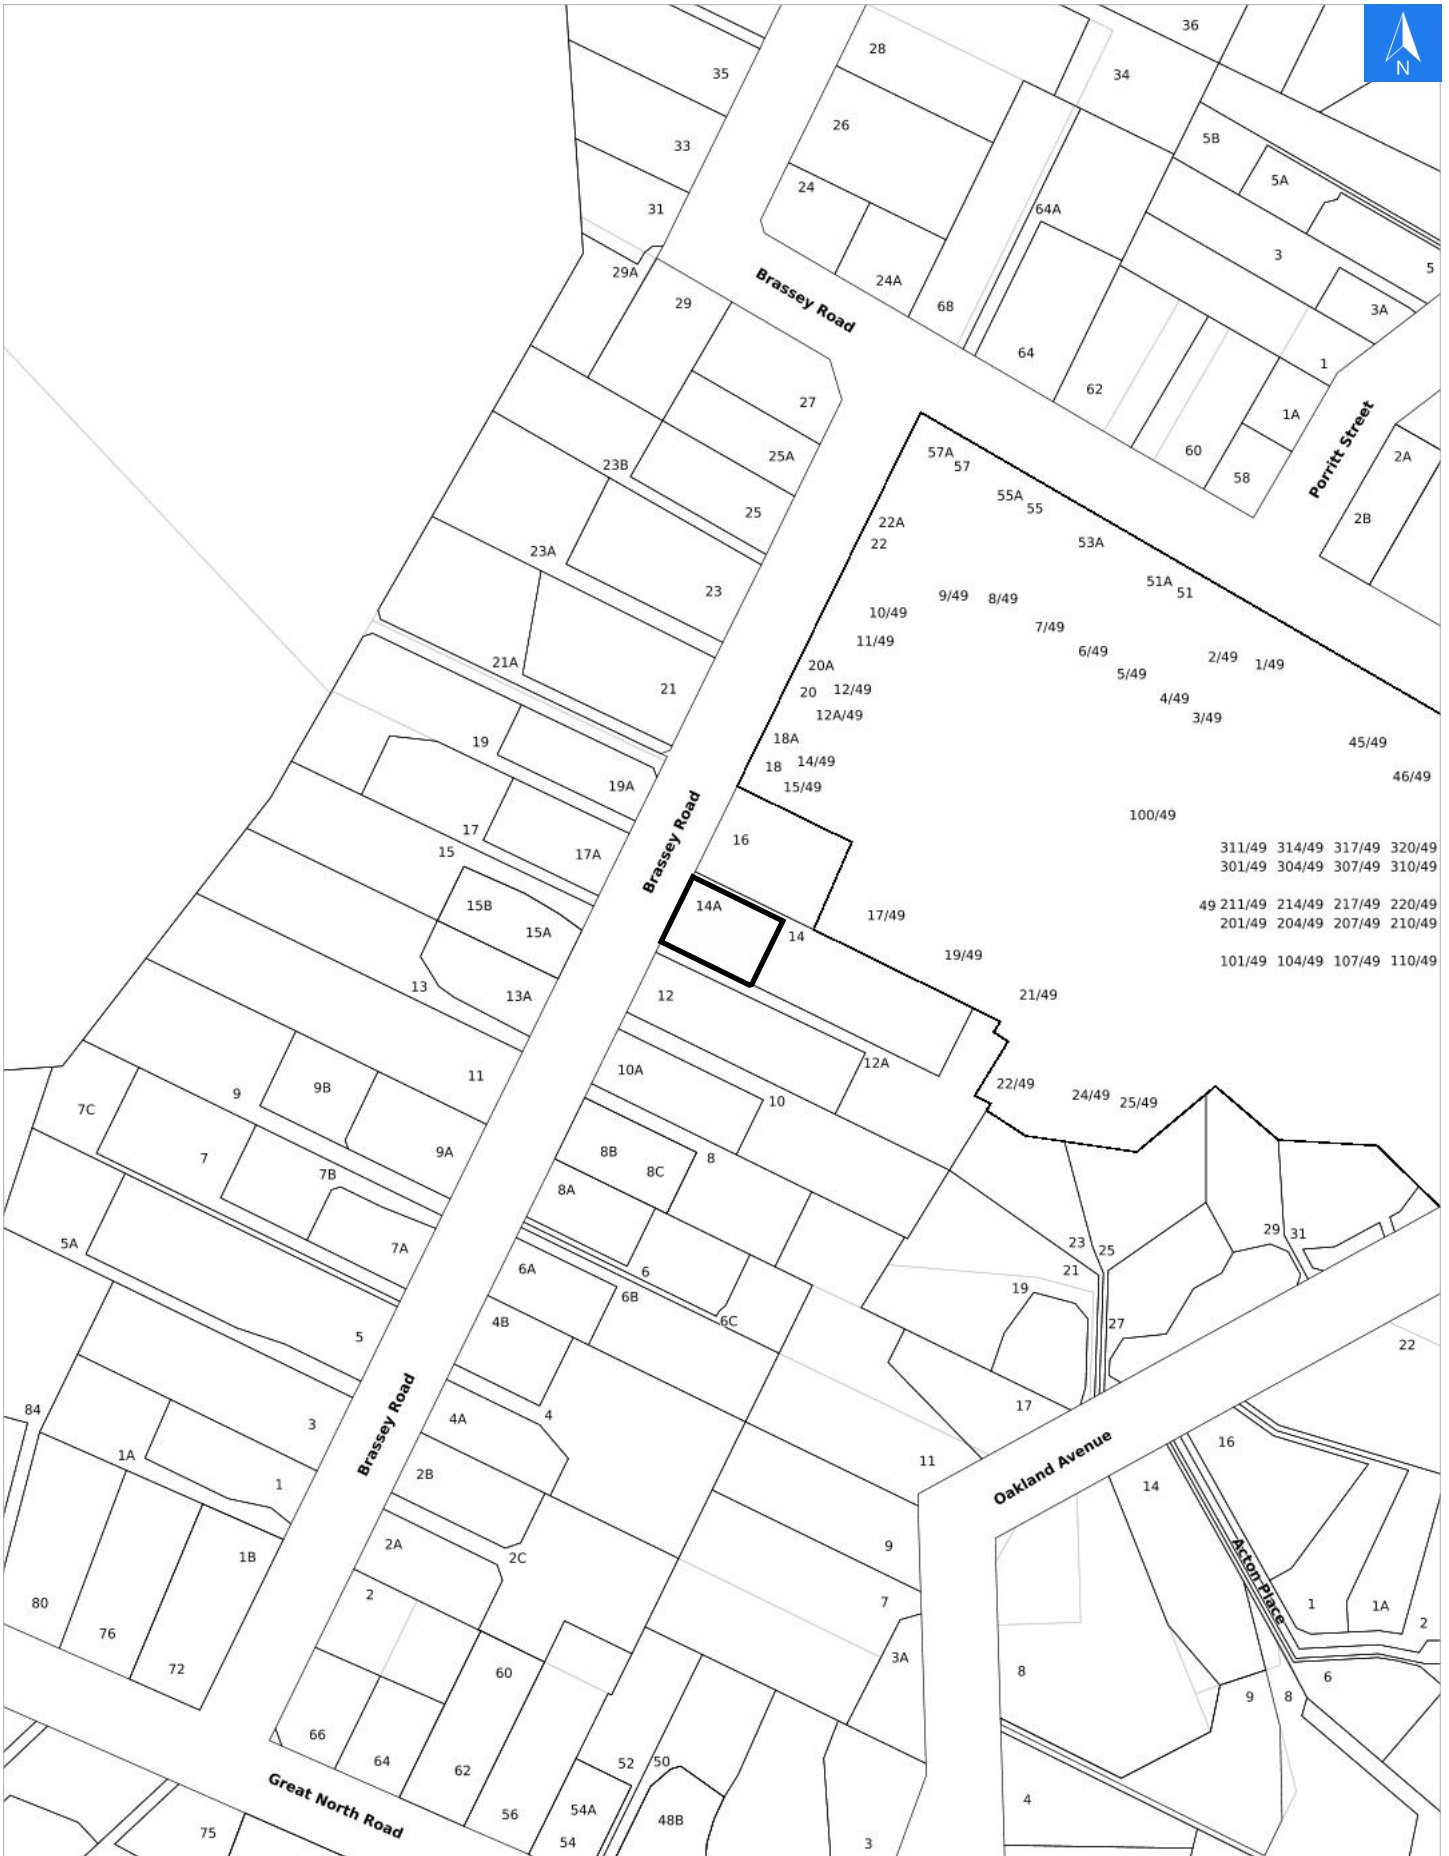 36
28
35
34
N
26
5B
33
5A
24
31
64A
3
5
29A
24A
29
Brassey Road
68
3A
64
1
62
27
1A
Porritt Street
57A
57
60
2A
25A
23B
58
55A
55
25
2B
22A
22
53A
23A
51A
51
23
9/49
8/49
10/49
7/49
11/49
6/49
2/49
1/49
21A
20A
5/49
21
20
12/49
4/49
12A/49
3/49
19
18A
45/49
18
14/49
46/49
19A
15/49
100/49
17
16
Brassey Road
15
17A
311/49 314/49 317/49 320/49
301/49 304/49 307/49 310/49
15B
14A
49 211/49 214/49 217/49 220/49
17/49
201/49 204/49 207/49 210/49
15A
14
19/49
101/49 104/49 107/49 110/49
13
13A
12
21/49
12A
11
10A
22/49
9B
9
24/49
25/49
7C
10
8B
9A
7
8
8C
7B
8A
29
31
23
25
5A
7A
6A
6
21
19
6B
4B
6C
27
5
22
84
17
4
4A
3
Brassey Road
16
1A
11
Oakland Avenue
2B
1
14
2A
9
1B
2C
Acton Place
2
80
7
1
1A
2
76
3A
72
60
8
6
9
8
66
64
52
50
62
Great North Road
4
54A
56
48B
75
54
3